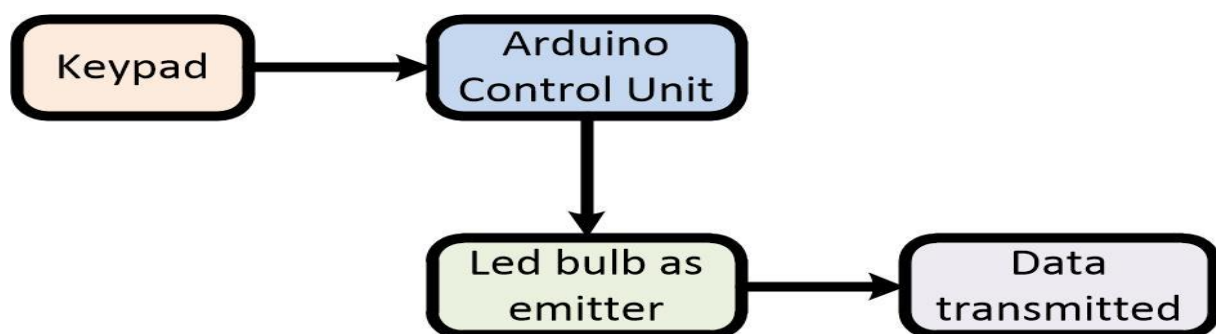 Keypad
Arduino
Control Unit
Led bulb as
emitter
Data
transmitted